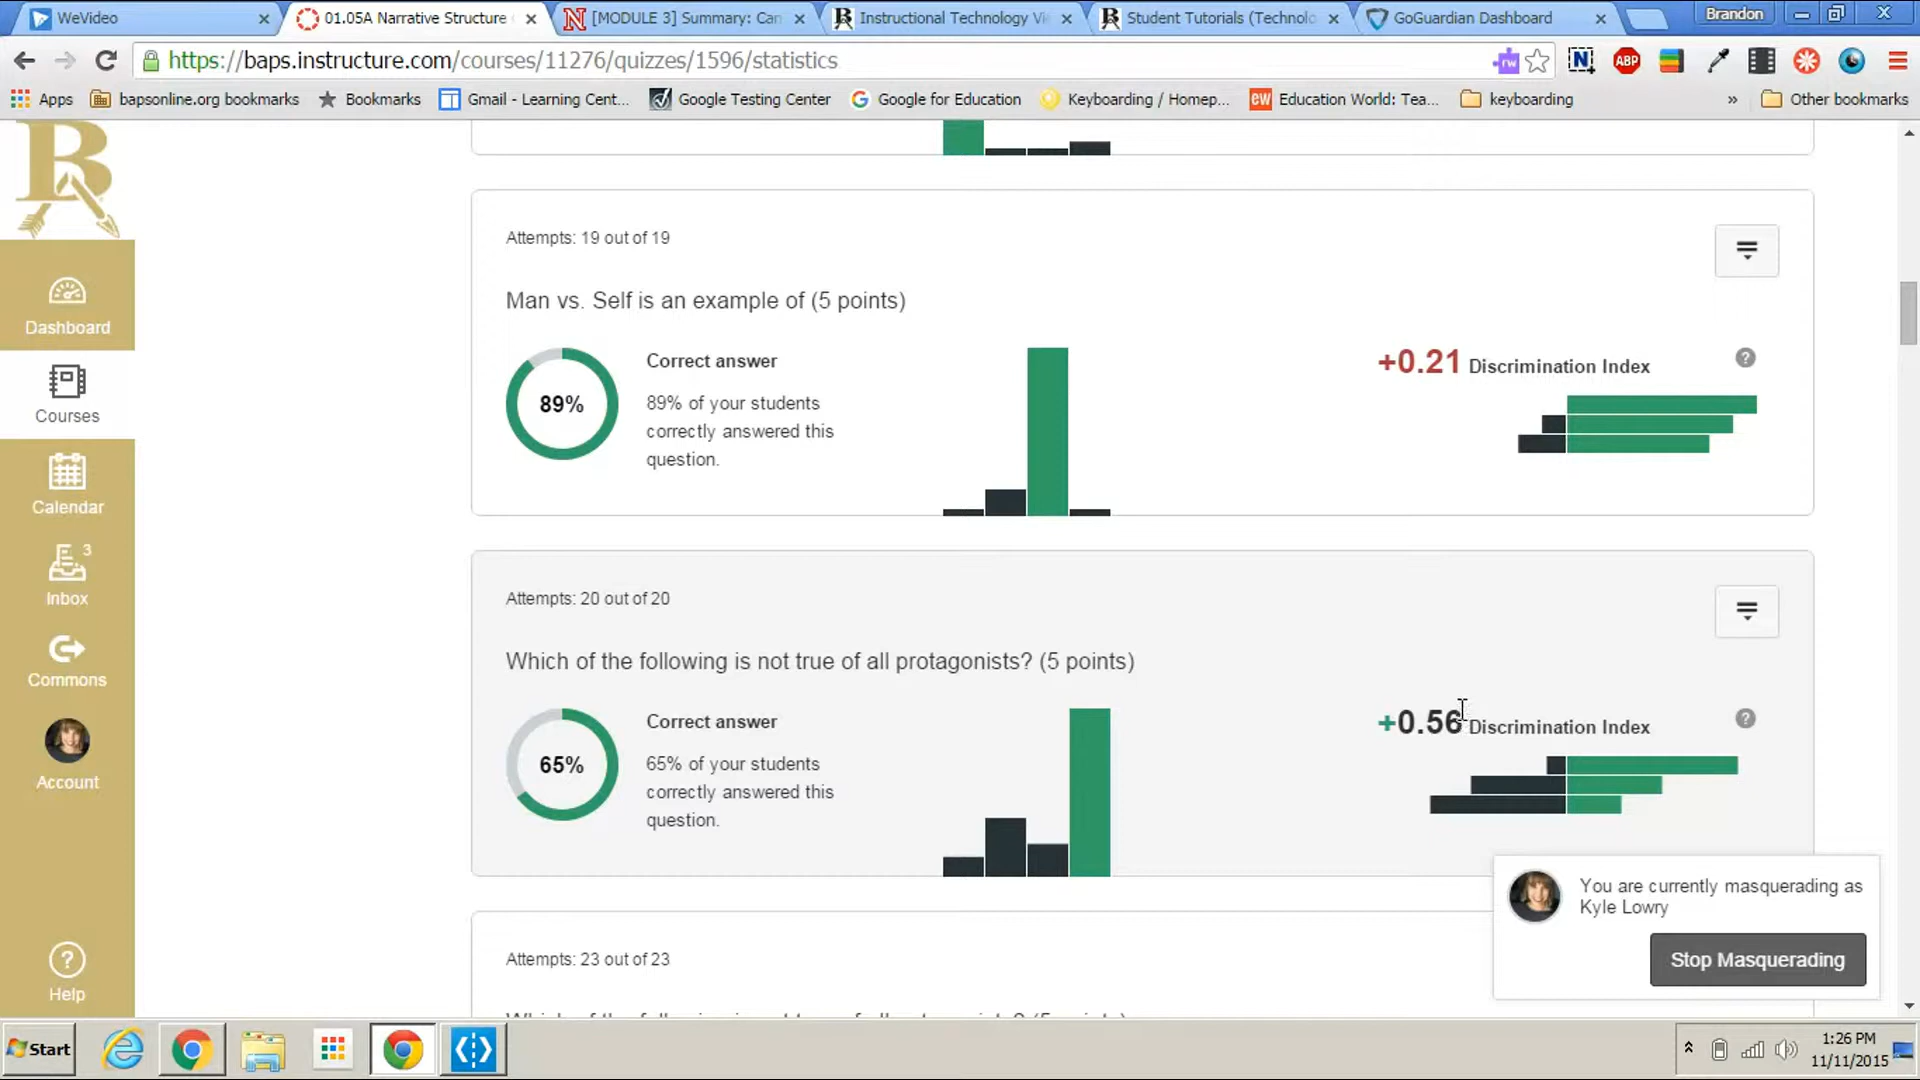 WeVideo
01.05A Narrative Structure
[MODULE 3] Summary: Can
Instructional Technology Vi
Student Tutorials (Technolo
GoGuardian Dashboard
Brandon
https://baps.instructure.com/courses/11276/quizzes/1596/statistics
rw
N
ABP
Apps
bapsonline.org bookmarks
Bookmarks
Gmail - Learning Cent...
Google Testing Center
Google for Education
Keyboarding / Homep...
ew
Education World: Tea...
keyboarding
»
Other bookmarks
B
Dashboard
Courses
Calendar
3
Inbox
Commons
Account
?
Help
Attempts: 19 out of 19
Man vs. Self is an example of (5 points)
89%
Correct answer
89% of your students
correctly answered this
question.
+0.21 Discrimination Index
?
Attempts: 20 out of 20
Which of the following is not true of all protagonists? (5 points)
65%
Correct answer
65% of your students
correctly answered this
question.
+0.56 Discrimination Index
?
Attempts: 23 out of 23
You are currently masquerading as
Kyle Lowry
Stop Masquerading
Start
1:26 PM
11/11/2015